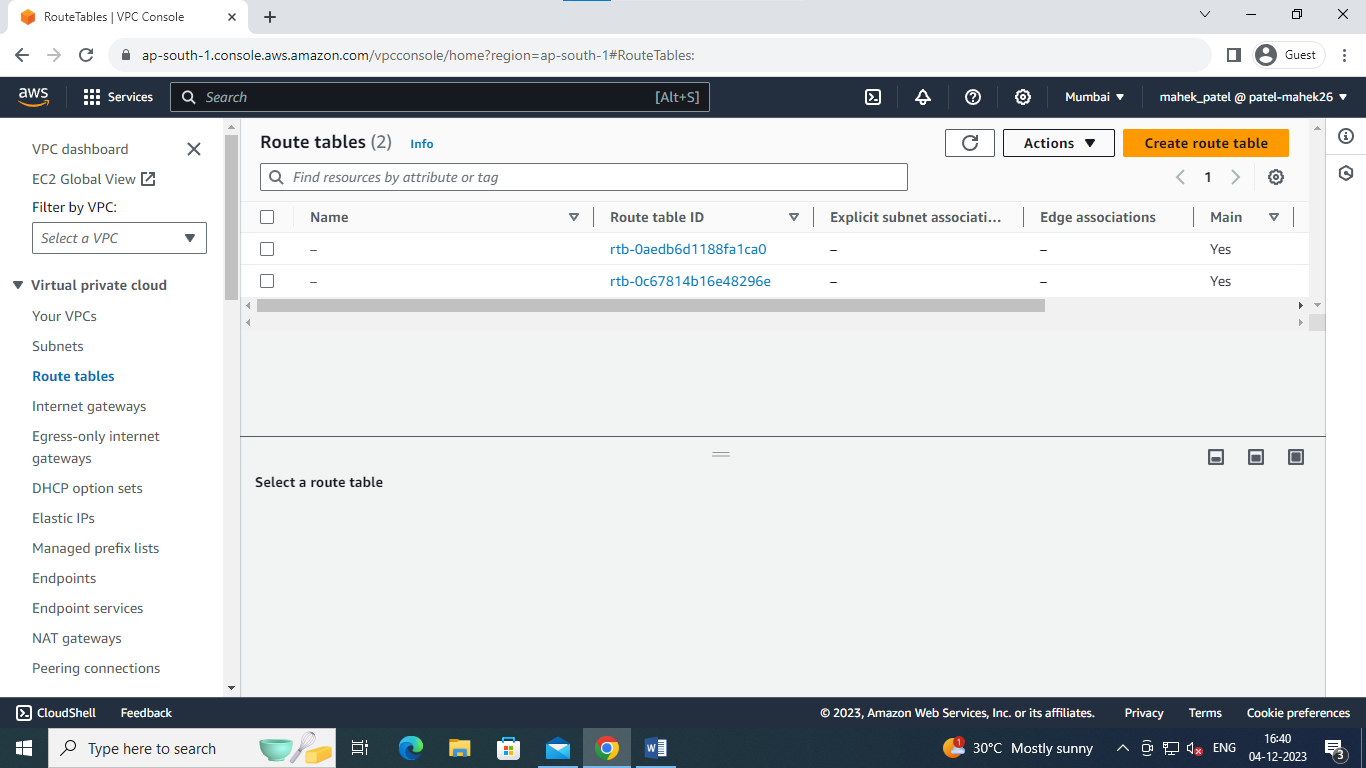 RouteTables | VPC Console
ap-south-1.console.aws.amazon.com/vpcconsole/home?region=ap-south-1#RouteTables:
Guest
aws
Services
Search
[Alt+S]
Mumbai
mahek_patel @ patel-mahek26
VPC dashboard
EC2 Global View
Filter by VPC:
Select a VPC
Virtual private cloud
Your VPCs
Subnets
Route tables
Internet gateways
Egress-only internet
gateways
DHCP option sets
Elastic IPs
Managed prefix lists
Endpoints
Endpoint services
NAT gateways
Peering connections
Route tables (2)
Info
Actions
Create route table
Find resources by attribute or tag
1
Name Route table ID Explicit subnet associati... Edge associations Main
– rtb-0aedb6d1188fa1ca0 – – Yes
– rtb-0c67814b16e48296e – – Yes
Select a route table
CloudShell
Feedback
© 2023, Amazon Web Services, Inc. or its affiliates.
Privacy
Terms
Cookie preferences
Type here to search
1
30°C Mostly sunny
ENG
16:40
04-12-2023
3